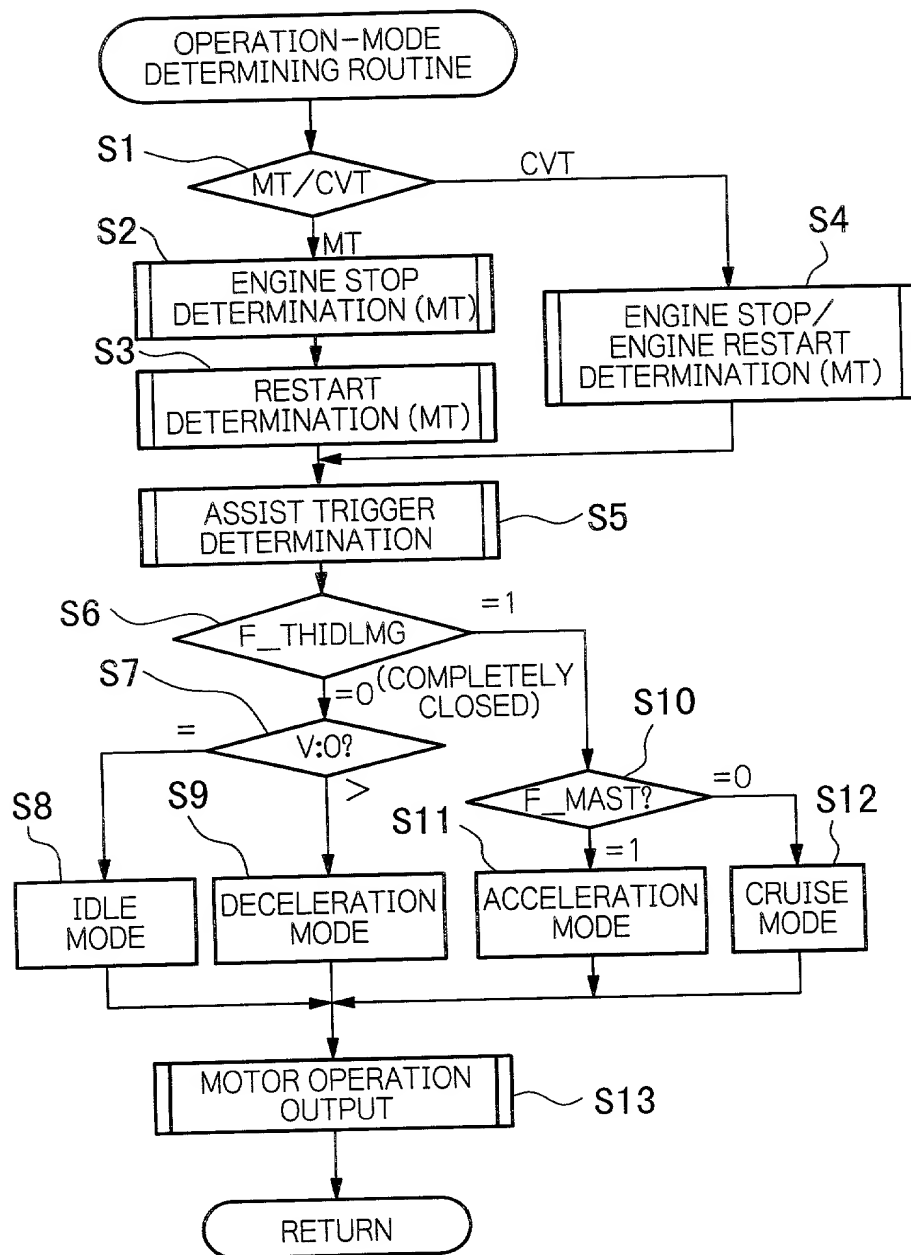 OPERATION-MODE
DETERMINING ROUTINE
S1
MT/CVT
CVT
MT
S2
ENGINE STOP
DETERMINATION (MT)
S3
RESTART
DETERMINATION (MT)
S4
ENGINE STOP/
ENGINE RESTART
DETERMINATION (MT)
ASSIST TRIGGER
DETERMINATION
S5
S6
F_THIDLMG
=1
=0
(COMPLETELY
CLOSED)
S7
V:0?
=
>
S10
F_MAST?
=0
=1
S8
IDLE
MODE
S9
DECELERATION
MODE
S11
ACCELERATION
MODE
S12
CRUISE
MODE
MOTOR OPERATION
OUTPUT
S13
RETURN